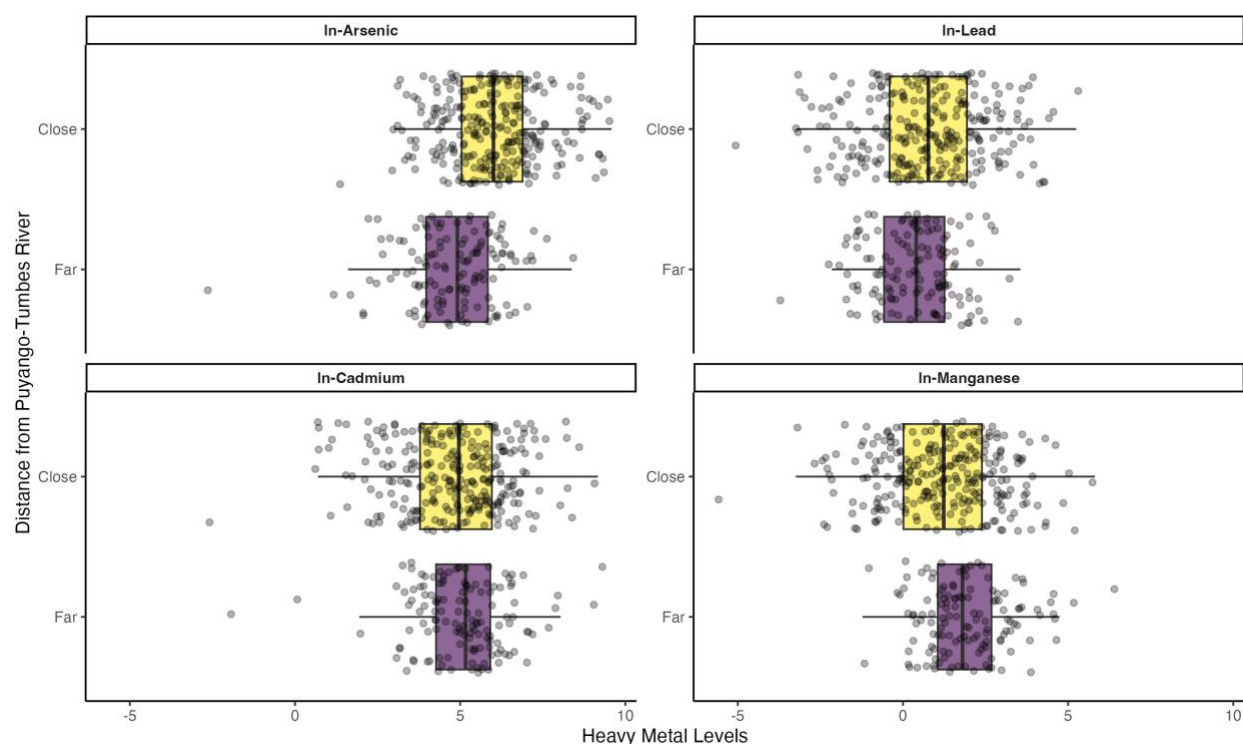 ln-Arsenic
ln-Lead
Close
Far
Close
Far
ln-Cadmium
ln-Manganese
Close
Far
Close
Far
-5 0 5 10
-5 0 5 10
Heavy Metal Levels
Distance from Puyango-Tumbes River